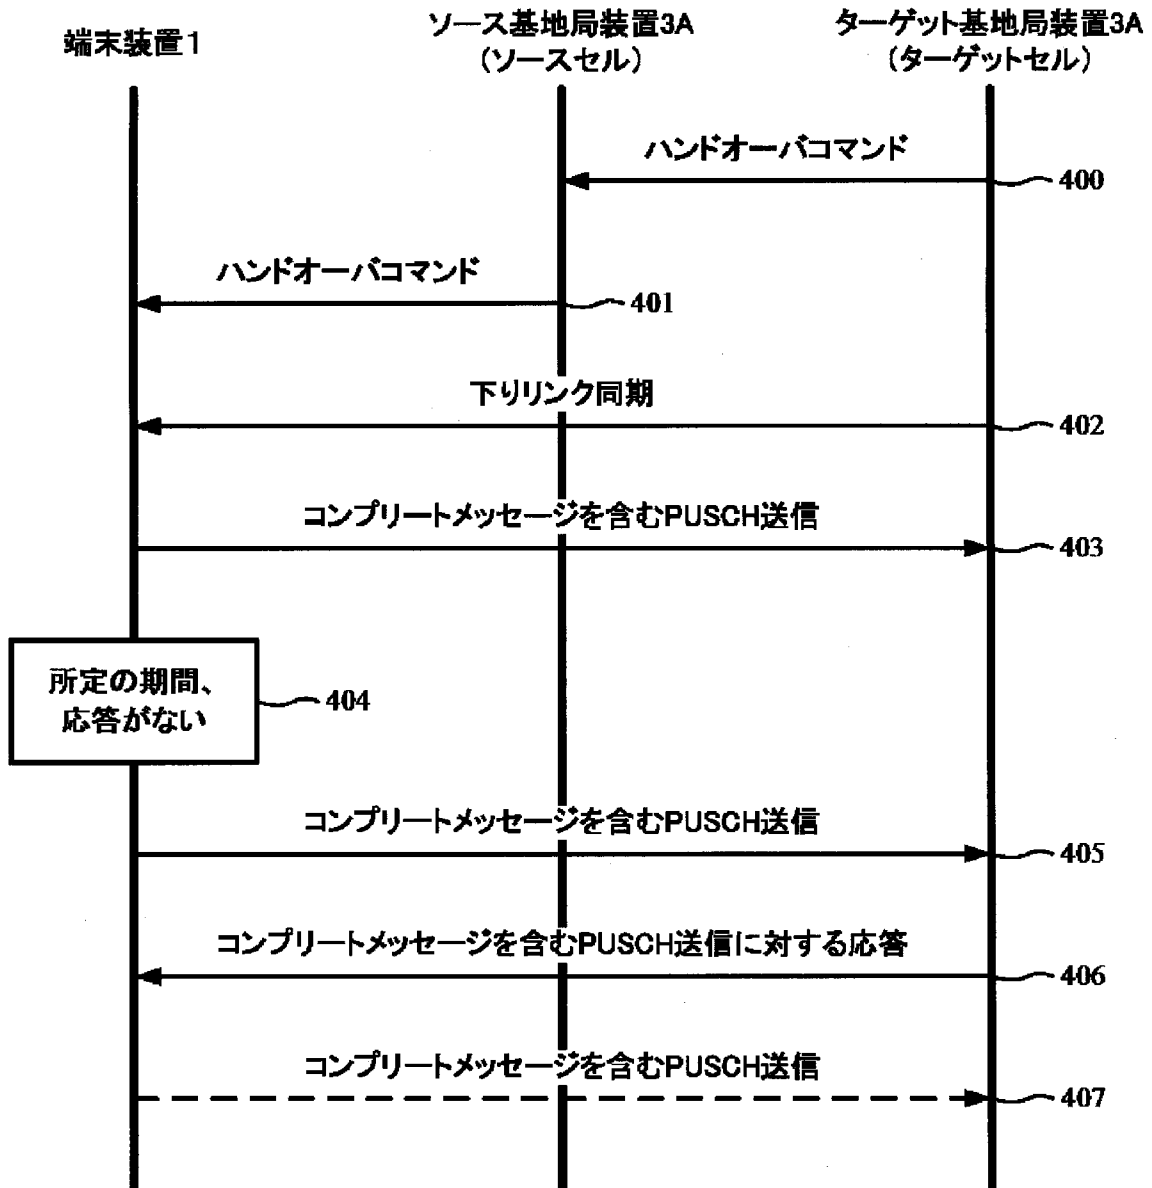 端末装置1
ソース基地局装置3A
(ソースセル)
ターゲット基地局装置3A
(ターゲットセル)
ハンドオーバコマンド
400
ハンドオーバコマンド
401
下りリンク同期
402
コンプリートメッセージを含むPUSCH送信
403
所定の期間、
応答がない
404
コンプリートメッセージを含むPUSCH送信
405
コンプリートメッセージを含むPUSCH送信に対する応答
406
コンプリートメッセージを含むPUSCH送信
407